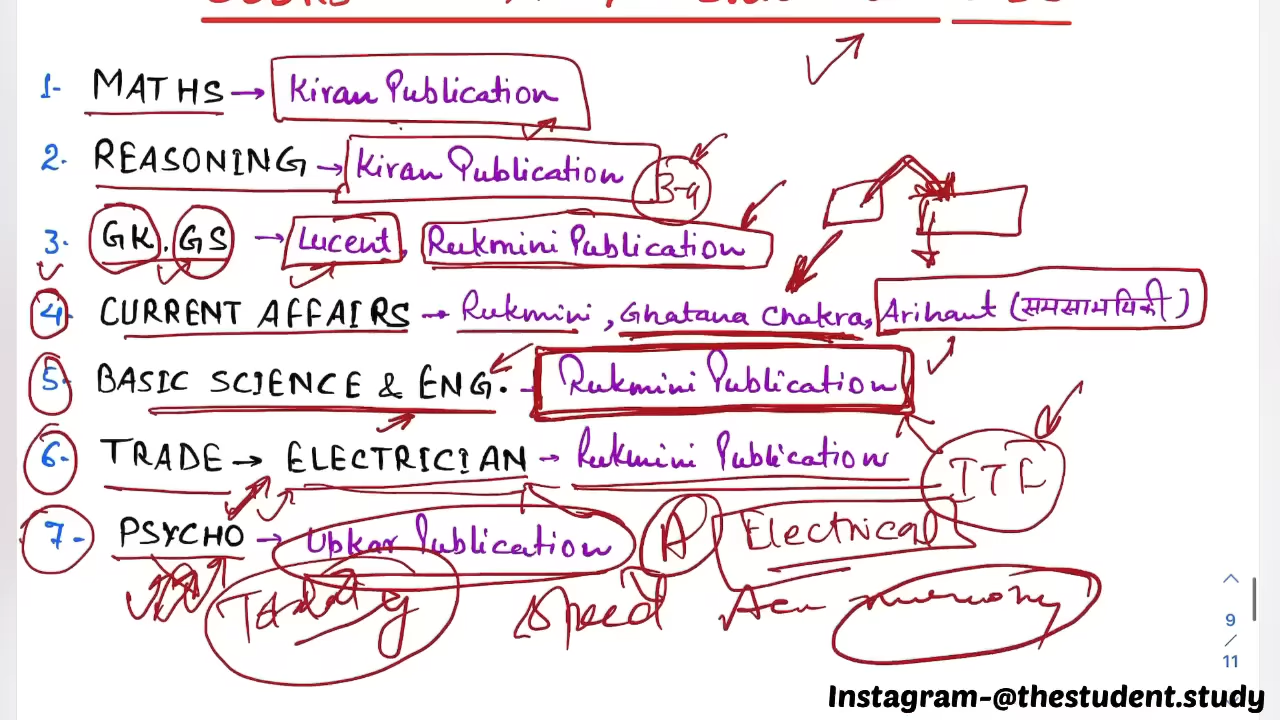 1- MATHS → Kiran Publication
2. REASONING → Kiran Publication 3-4
3. GK, GS → Lucent, Rukmini Publication
4. CURRENT AFFAIRS → Rukmini, Ghatana Chakra, Arihant (समसामयिकी)
5. BASIC SCIENCE & ENG. - Rukmini Publication
6- TRADE → ELECTRICIAN → Rukmini Publication
7- PSYCHO → Upkar Publication A Electrical
Speed
9
/
11
Instagram-@thestudent.study